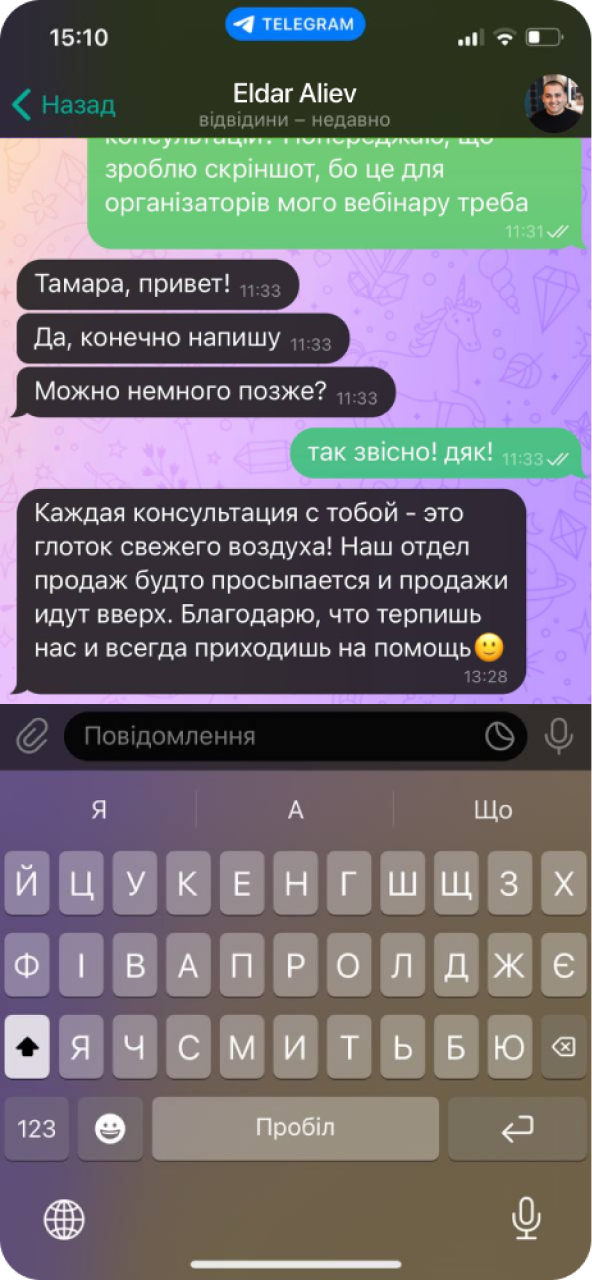 15:10
TELEGRAM
Назад
Eldar Aliev
відвідини – недавно
консультації? Попереджаю, що
зроблю скріншот, бо це для
організаторів мого вебінару треба
11:31
Тамара, привет! 11:33
Да, конечно напишу 11:33
Можно немного позже? 11:33
так звісно! дяк! 11:33
Каждая консультация с тобой - это
глоток свежего воздуха! Наш отдел
продаж будто просыпается и продажи
идут вверх. Благодарю, что терпишь
нас и всегда приходишь на помощь🙂
13:28
Повідомлення
Я А Що
Й Ц У К Е Н Г Ш Щ З Х
Ф І В А П Р О Л Д Ж Є
Я Ч С М И Т Ь Б Ю
123 Пробіл